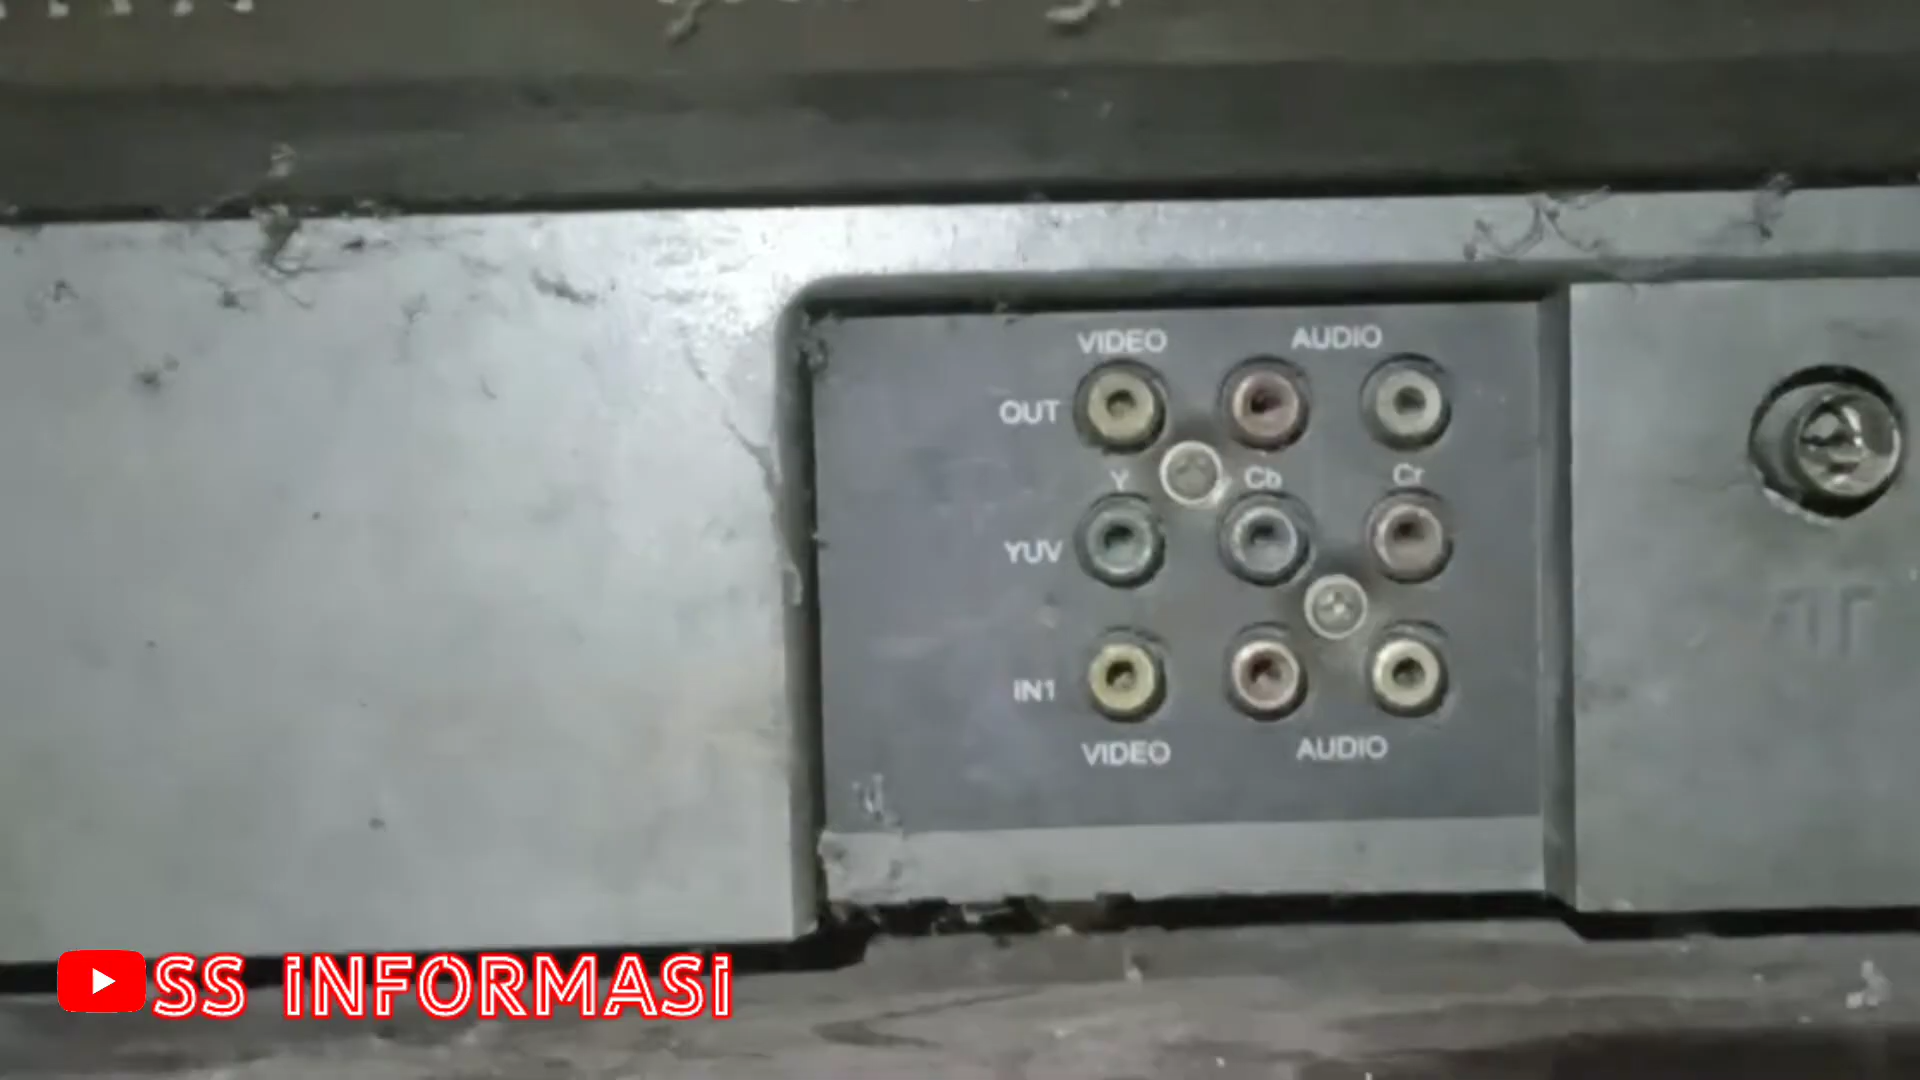 VIDEO AUDIO
OUT
Y Cb Cr
YUV
iN1
VIDEO AUDIO
SS iNFORMASi